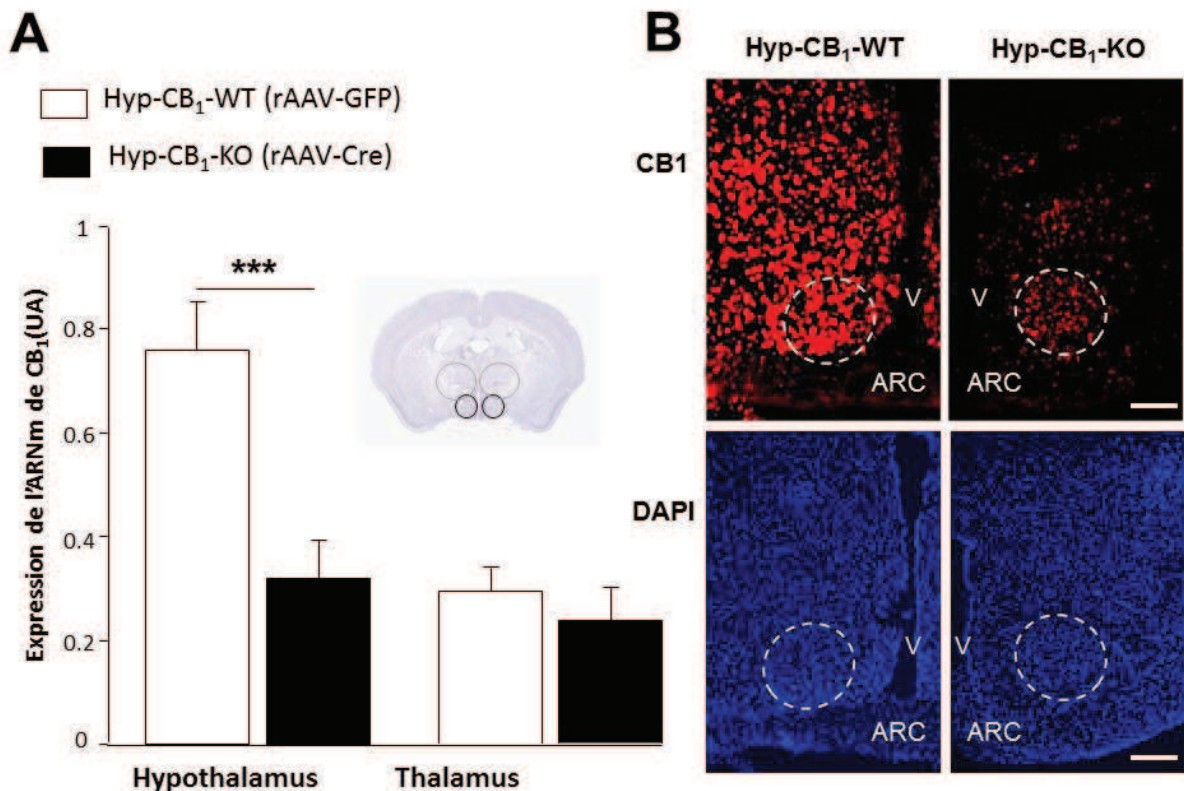 A
Hyp-CB₁-WT (rAAV-GFP)
Hyp-CB₁-KO (rAAV-Cre)
Expression de l'ARNm de CB₁(UA)
1
0.8
0.6
0.4
0.2
0
***
Hypothalamus
Thalamus
B
Hyp-CB₁-WT
Hyp-CB₁-KO
CB1
V
V
ARC
ARC
DAPI
V
V
ARC
ARC